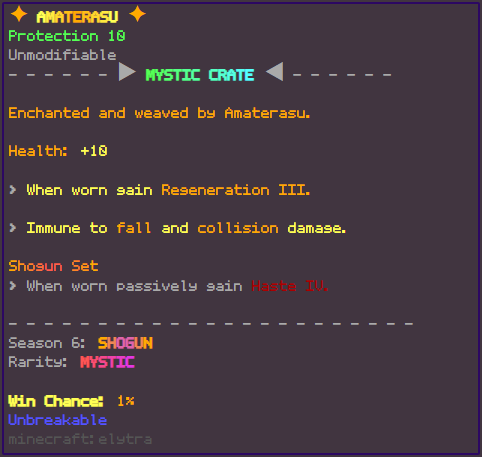 ✦ AMATERASU ✦
Protection 10
Unmodifiable
- - - - - - ▶ MYSTIC CRATE ◀ - - - - - -
Enchanted and weaved by Amaterasu.
Health: +10
> When worn gain Regeneration III.
> Immune to fall and collision damage.
Shogun Set
> When worn passively gain Haste IV.
- - - - - - - - - - - - - - - - - - - - - - -
Season 6: SHOGUN
Rarity: MYSTIC
Win Chance: 1%
Unbreakable
minecraft:elytra